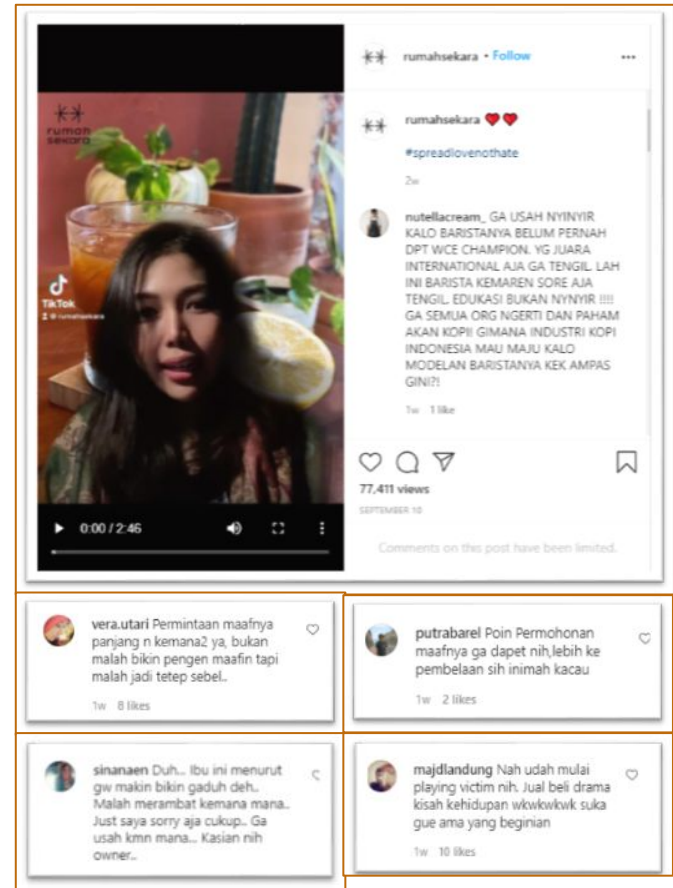 rumahsekara • Follow
rumah
sekara
rumahsekara ❤❤
#spreadlovenothate
2w
nutellacream_ GA USAH NYINYIR
KALO BARISTANYA BELUM PERNAH
DPT WCE CHAMPION. YG JUARA
INTERNATIONAL AJA GA TENGIL. LAH
INI BARISTA KEMAREN SORE AJA
TENGIL. EDUKASI BUKAN NYNYIR !!!!
GA SEMUA ORG NGERTI DAN PAHAM
AKAN KOPI! GIMANA INDUSTRI KOPI
INDONESIA MAU MAJU KALO
MODELAN BARISTANYA KEK AMPAS
GINI?!
1w 1 like
TikTok
@rumahsekara
77,411 views
SEPTEMBER 10
0:00 / 2:46
Comments on this post have been limited.
vera.utari Permintaan maafnya
panjang n kemana2 ya, bukan
malah bikin pengen maafin tapi
malah jadi tetep sebel..
1w 8 likes
putrabarel Poin Permohonan
maafnya ga dapet nih,lebih ke
pembelaan sih inimah kacau
1w 2 likes
sinanaen Duh... Ibu ini menurut
gw makin bikin gaduh deh..
Malah merambat kemana mana..
Just saya sorry aja cukup.. Ga
usah kmn mana... Kasian nih
owner..
majdlandung Nah udah mulai
playing victim nih. Jual beli drama
kisah kehidupan wkwkwkwk suka
gue ama yang beginian
1w 10 likes